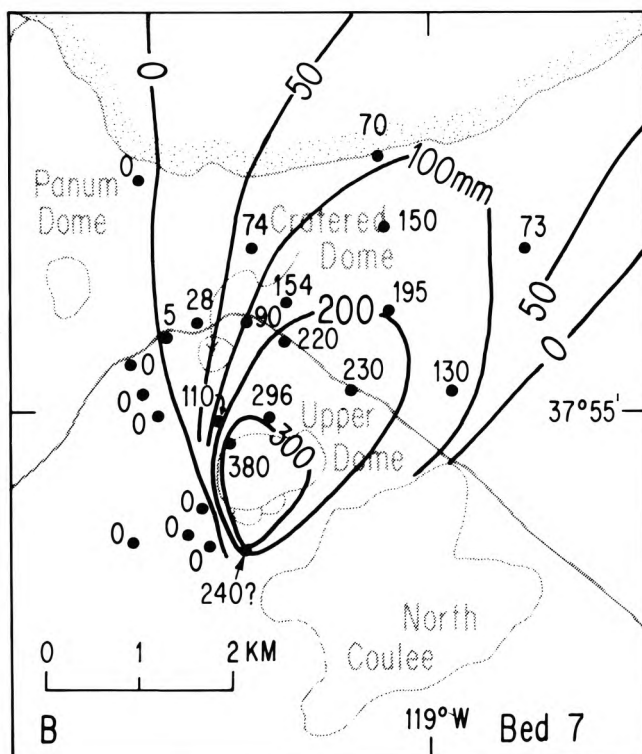 0
50
70
0
100mm
Panum
Dome
74
Cratered
Dome
150
73
154
28
5
90
200
195
50
220
0
0
230
130
110?
296
0
37°55'
0
Upper
Dome
300
380
0
0
0
0
240?
North
Coulee
0 1 2 KM
B
119°W
Bed 7